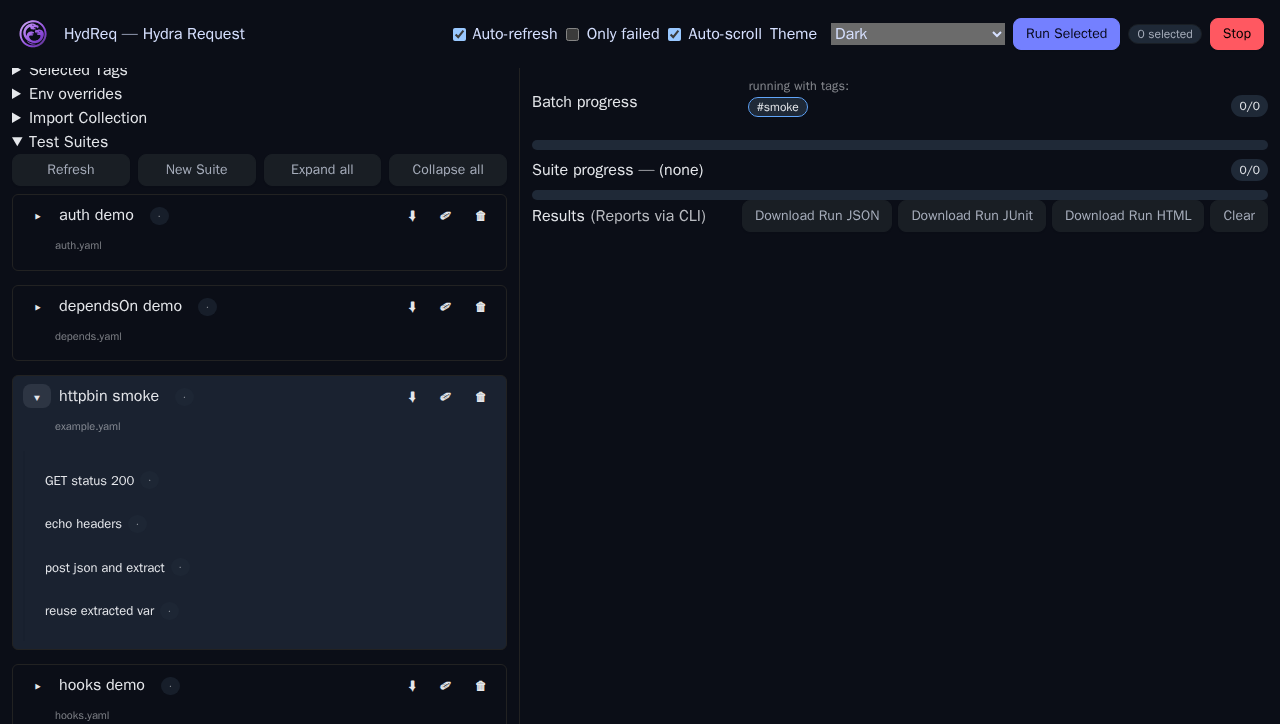 HydReq — Hydra Request
Auto-refresh
Only failed
Auto-scroll
Theme
Dark
Run Selected
0 selected
Stop
Selected Tags
Env overrides
Import Collection
Test Suites
Refresh
New Suite
Expand all
Collapse all
auth demo
auth.yaml
dependsOn demo
depends.yaml
httpbin smoke
example.yaml
GET status 200
echo headers
post json and extract
reuse extracted var
hooks demo
hooks.yaml
Batch progress
running with tags:
#smoke
0/0
Suite progress — (none)
0/0
Results (Reports via CLI)
Download Run JSON
Download Run JUnit
Download Run HTML
Clear